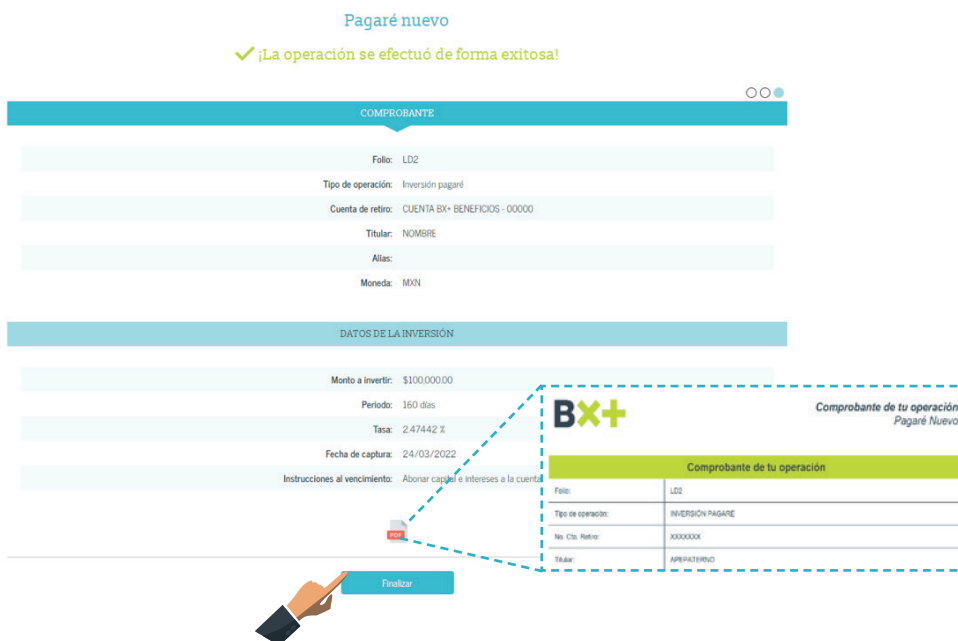 Pagaré nuevo
¡La operación se efectuó de forma exitosa!
COMPROBANTE
Folio: LD2
Tipo de operación: Inversión pagaré
Cuenta de retiro: CUENTA BX+ BENEFICIOS - 00000
Titular: NOMBRE
Alias:
Moneda: MXN
DATOS DE LA INVERSIÓN
Monto a invertir: $100,000.00
Periodo: 160 días
Tasa: 2.47442 %
Fecha de captura: 24/03/2022
Instrucciones al vencimiento: Abonar capital e intereses a la cuenta
PDF
Finalizar
BX+
Comprobante de tu operación
Pagaré Nuevo
Comprobante de tu operación
Folio: LD2
Tipo de operación: INVERSIÓN PAGARÉ
No. Cta. Retiro: XXXXXXX
Titular: APEPATERNO